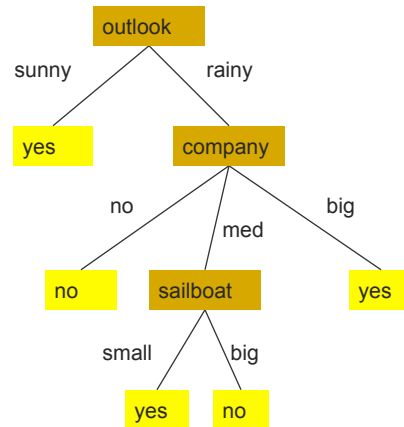 outlook
sunny
rainy
yes
company
no
med
big
no
sailboat
yes
small
big
yes
no